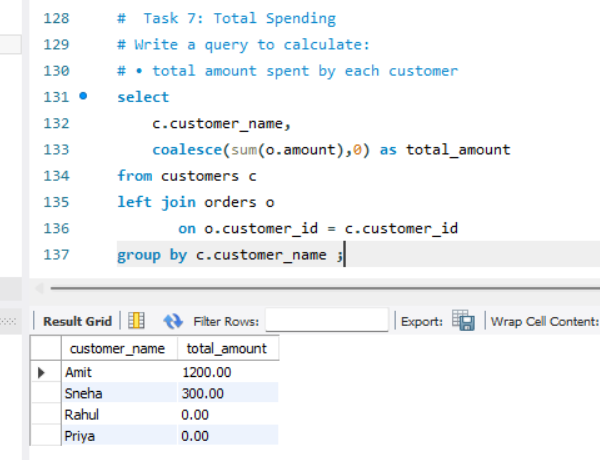 128 #  Task 7: Total Spending
129 # Write a query to calculate:
130 # • total amount spent by each customer
131 select
132 c.customer_name,
133 coalesce(sum(o.amount),0) as total_amount
134 from customers c
135 left join orders o
136 on o.customer_id = c.customer_id
137 group by c.customer_name ;
Result Grid Filter Rows: Export: Wrap Cell Content:
customer_name total_amount
Amit 1200.00
Sneha 300.00
Rahul 0.00
Priya 0.00